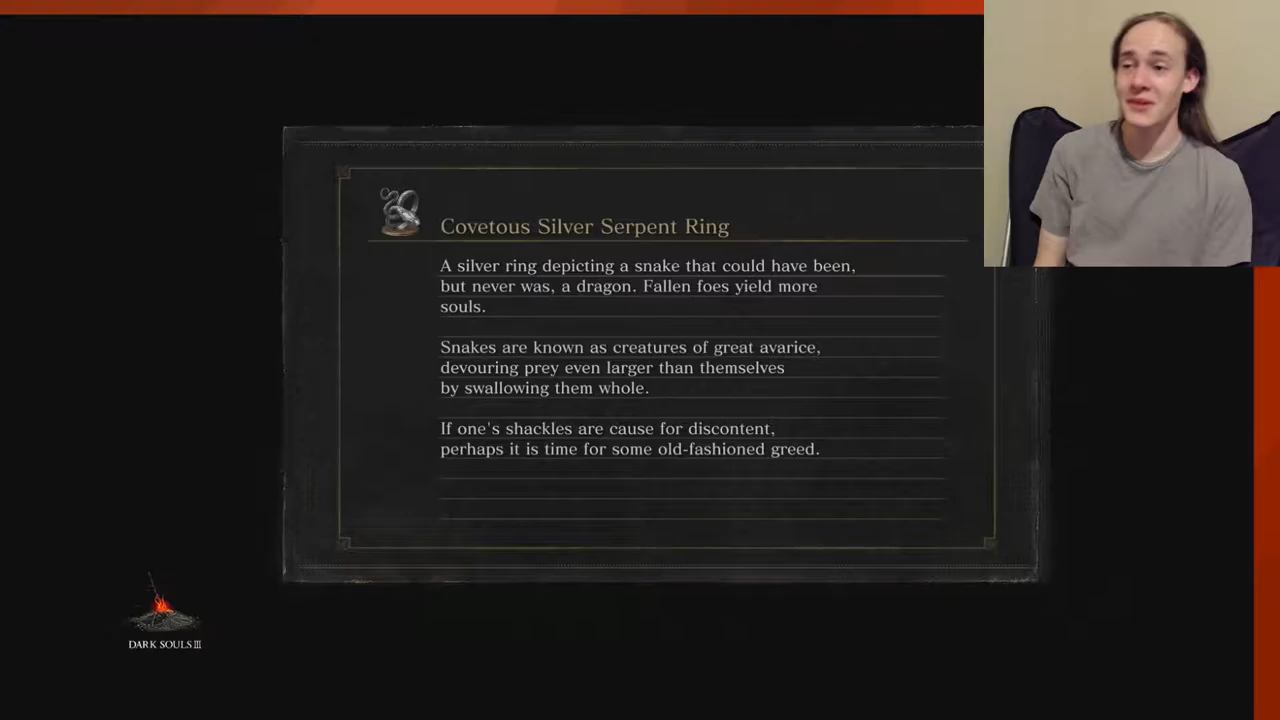 Covetous Silver Serpent Ring
A silver ring depicting a snake that could have been,
but never was, a dragon. Fallen foes yield more
souls.
Snakes are known as creatures of great avarice,
devouring prey even larger than themselves
by swallowing them whole.
If one's shackles are cause for discontent,
perhaps it is time for some old-fashioned greed.
DARK SOULS III